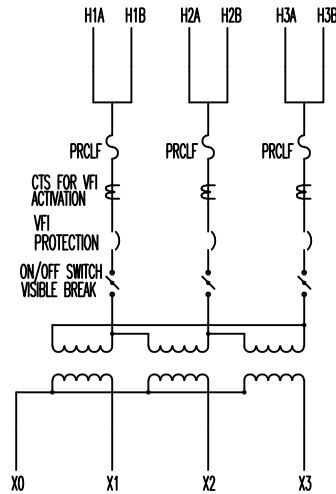 H1A H1B H2A H2B H3A H3B
PRCLF PRCLF PRCLF
CTS FOR VFI
ACTIVATION
VFI
PROTECTION
ON/OFF SWITCH
VISIBLE BREAK
X0 X1 X2 X3